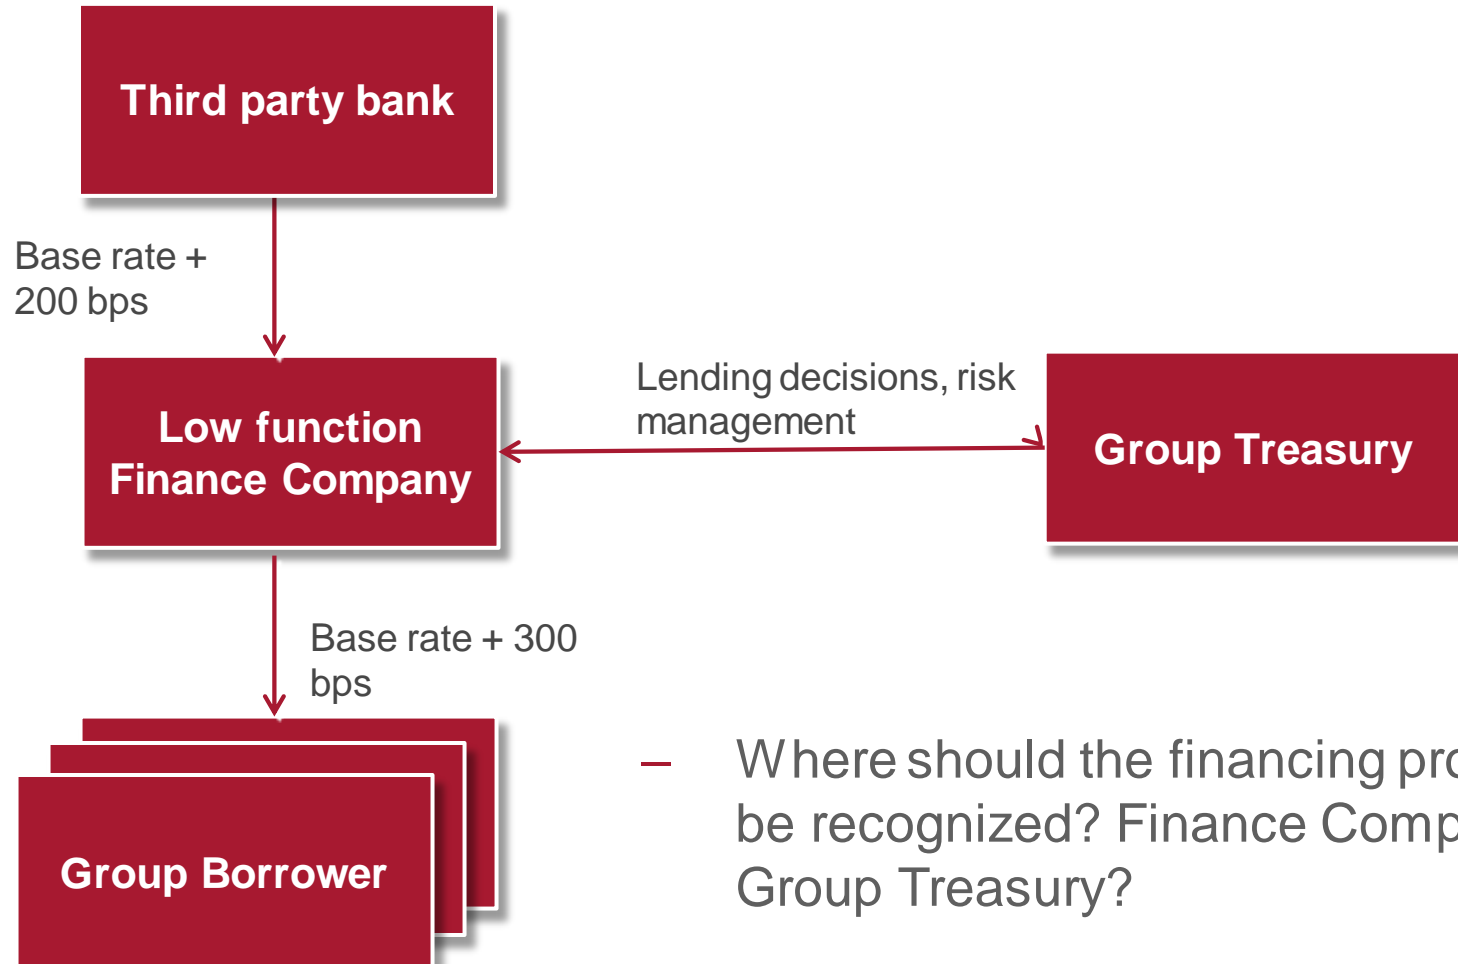 Third party bank
Base rate +
200 bps
Low function
Finance Company
Lending decisions, risk
management
Group Treasury
Base rate + 300
bps
Group Borrower
– Where should the financing
be recognized? Finance
Group Treasury?